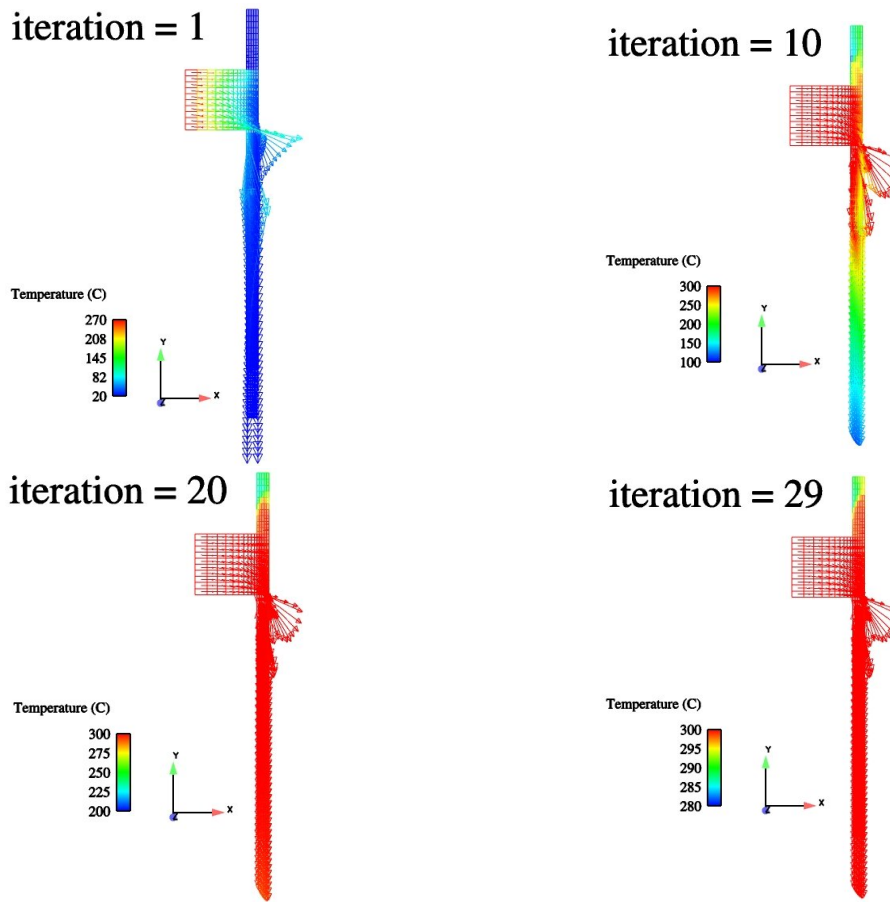 iteration = 1
Temperature (C)
270
208
145
82
20
Y
X
Z
iteration = 10
Temperature (C)
300
250
200
150
100
Y
X
Z
iteration = 20
Temperature (C)
300
275
250
225
200
Y
X
Z
iteration = 29
Temperature (C)
300
295
290
285
280
Y
X
Z